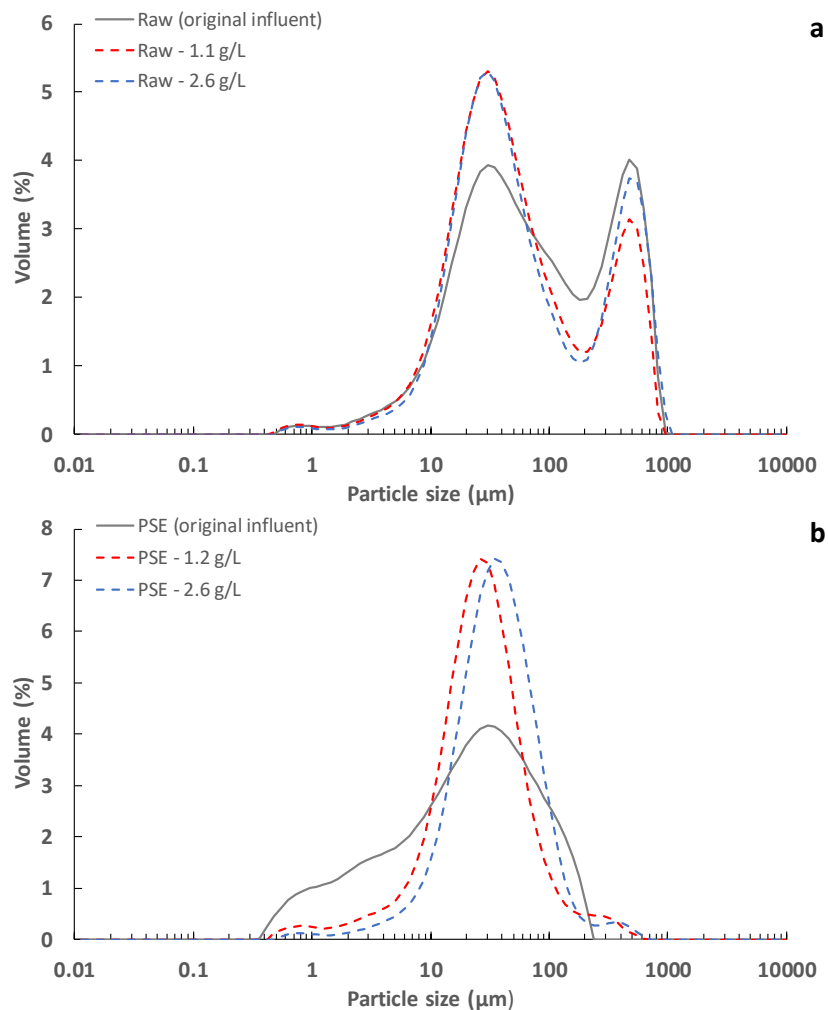 a
Raw (original influent)
Raw - 1.1 g/L
Raw - 2.6 g/L
6
5
4
3
2
1
0
Volume (%)
0.01 0.1 1 10 100 1000 10000
Particle size (µm)
b
PSE (original influent)
PSE - 1.2 g/L
PSE - 2.6 g/L
8
7
6
5
4
3
2
1
0
Volume (%)
0.01 0.1 1 10 100 1000 10000
Particle size (µm)